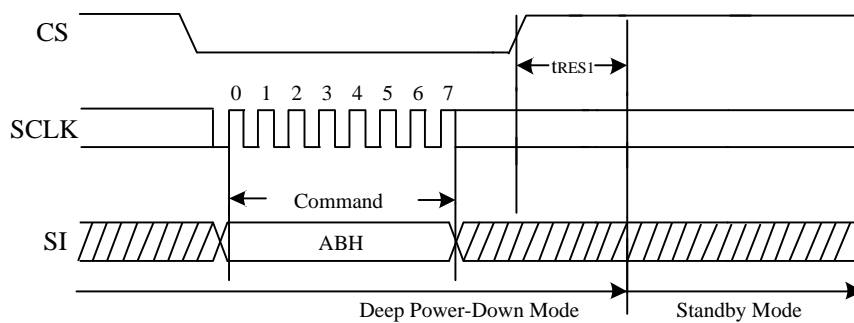 CS
tRES1
0 1 2 3 4 5 6 7
SCLK
Command
SI
ABH
Deep Power-Down Mode
Standby Mode